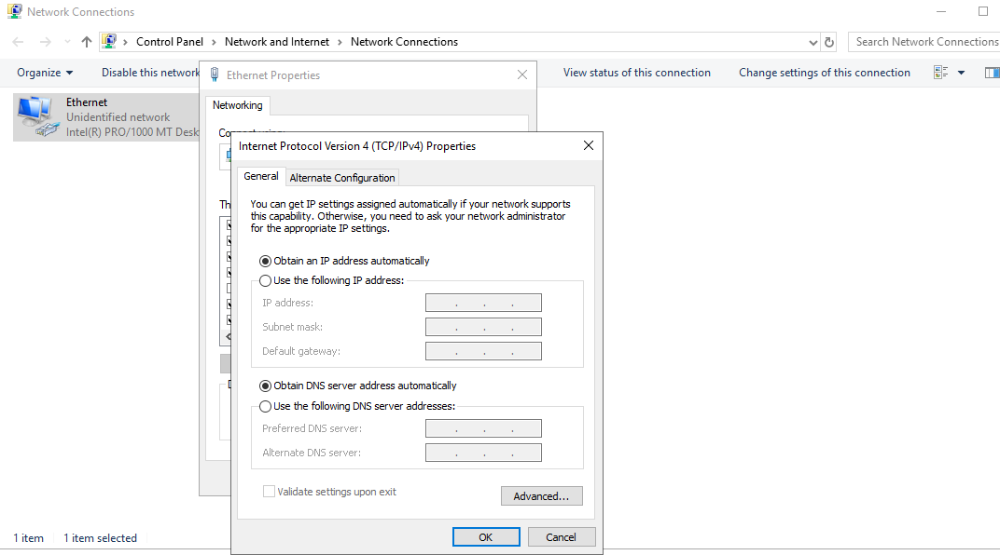 Network Connections
Control Panel > Network and Internet > Network Connections
Search Network Connections
Organize
Disable this network
View status of this connection
Change settings of this connection
Ethernet
Unidentified network
Intel(R) PRO/1000 MT Desk
Ethernet Properties
Networking
Internet Protocol Version 4 (TCP/IPv4) Properties
General
Alternate Configuration
You can get IP settings assigned automatically if your network supports
this capability. Otherwise, you need to ask your network administrator
for the appropriate IP settings.
Obtain an IP address automatically
Use the following IP address:
IP address:
Subnet mask:
Default gateway:
Obtain DNS server address automatically
Use the following DNS server addresses:
Preferred DNS server:
Alternate DNS server:
Validate settings upon exit
Advanced...
OK
Cancel
1 item
1 item selected